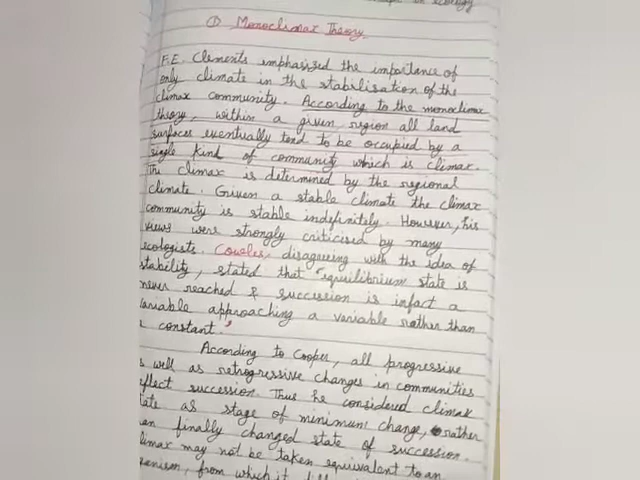 ecology
① Monoclimax Theory
F.E. Clements emphasized the importance of
only climate in the stabilisation of the
climax community. According to the monoclimax
theory, within a given region all land
surfaces eventually tend to be occupied by a
single kind of community which is climax.
The climax is determined by the regional
climate. Given a stable climate the climax
community is stable indefinitely. However, his
views were strongly criticised by many
ecologists. Cowles, disagreeing with the idea of
stability, stated that "equilibrium state is
never reached & succession is infact a
variable approaching a variable rather than
a constant."
According to Cooper, all progressive
as well as retrogressive changes in communities
reflect succession. Thus he considered climax
state as stage of minimum change, rather
than finally changed state of succession.
Climax may not be taken equivalent to an
organism, from which it